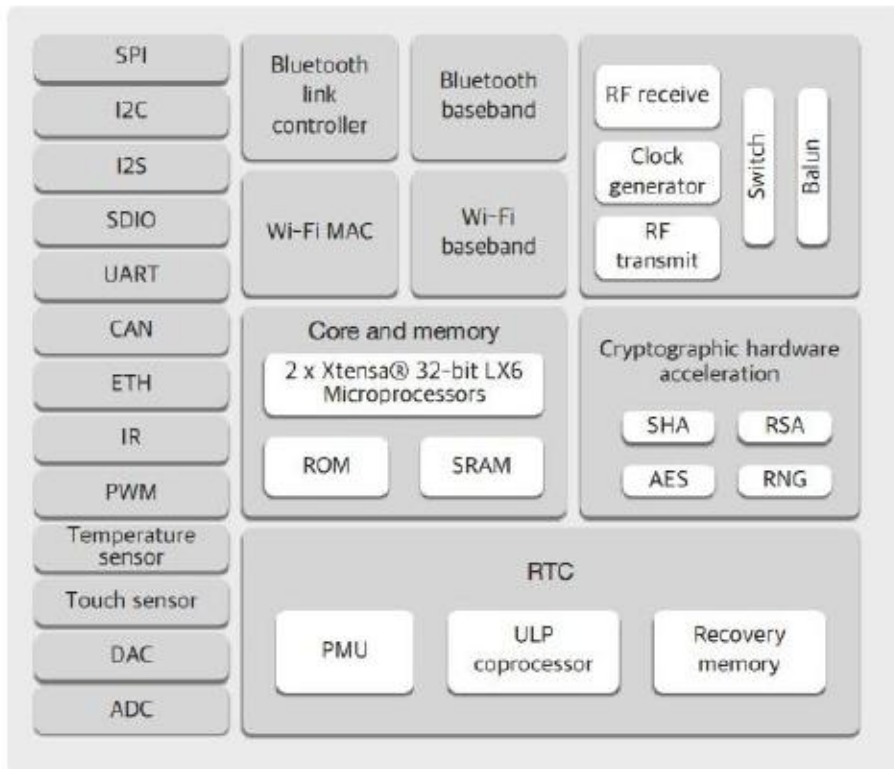 SPI
I2C
I2S
SDIO
UART
CAN
ETH
IR
PWM
Temperature
sensor
Touch sensor
DAC
ADC
Bluetooth
link
controller
Bluetooth
baseband
Wi-Fi MAC
Wi-Fi
baseband
RF receive
Clock
generator
RF
transmit
Switch
Balun
Core and memory
2 x Xtensa® 32-bit LX6
Microprocessors
ROM
SRAM
Cryptographic hardware
acceleration
SHA
RSA
AES
RNG
RTC
PMU
ULP
coprocessor
Recovery
memory